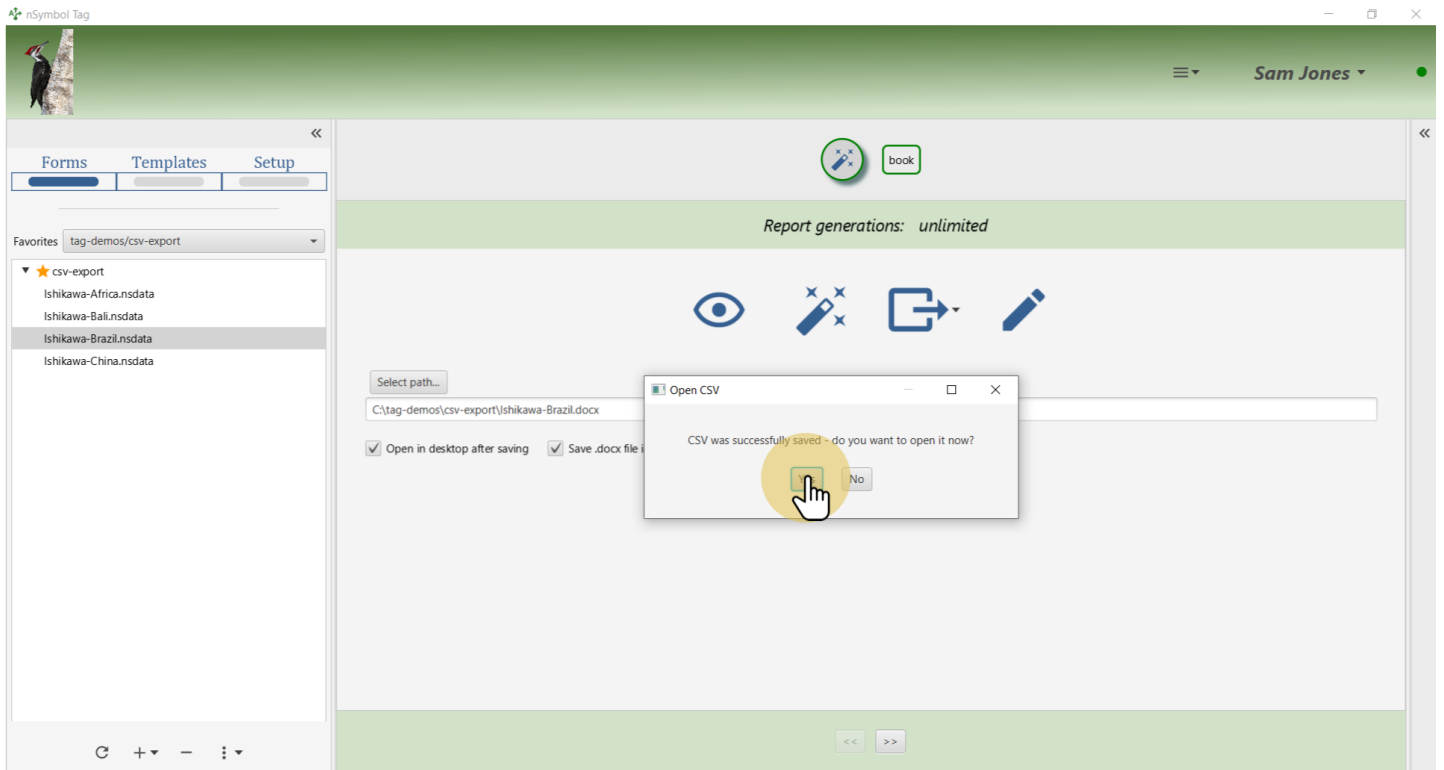 nSymbol Tag
Sam Jones
Forms Templates Setup
Favorites tag-demos/csv-export
csv-export
Ishikawa-Africa.nsdata
Ishikawa-Bali.nsdata
Ishikawa-Brazil.nsdata
Ishikawa-China.nsdata
book
Report generations: unlimited
Select path...
C:\tag-demos\csv-export\Ishikawa-Brazil.docx
Open in desktop after saving Save .docx file i
Open CSV
CSV was successfully saved - do you want to open it now?
Yes No
<< >>